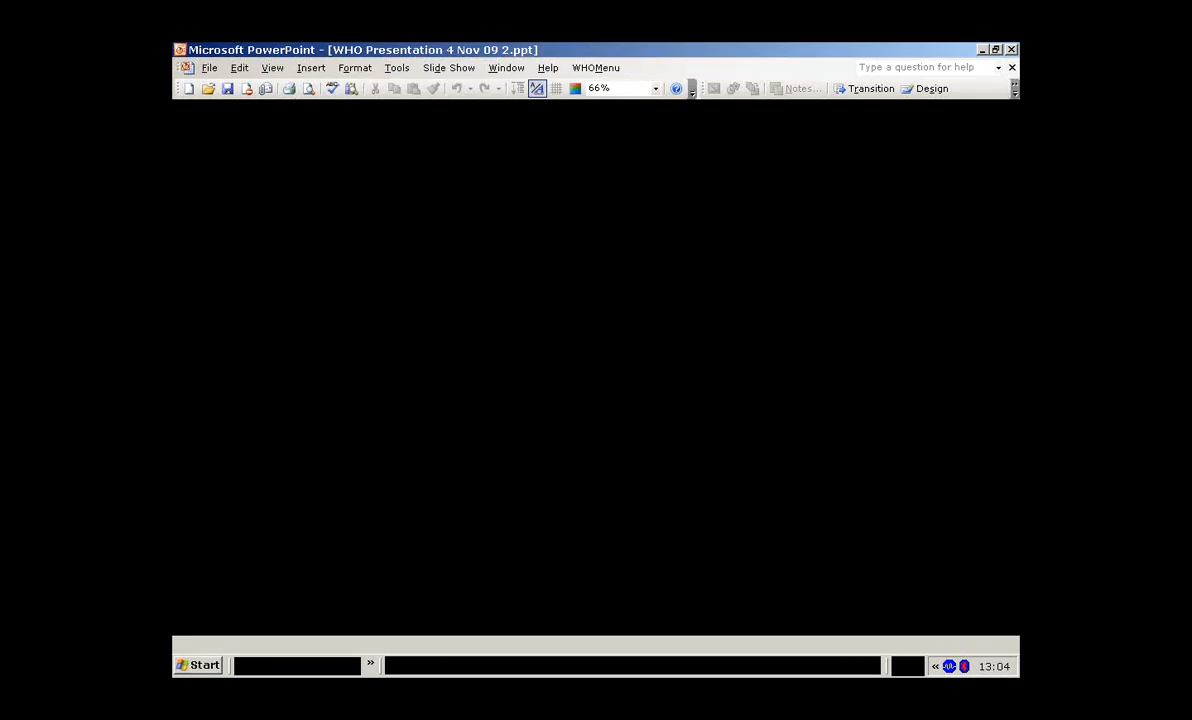 Microsoft PowerPoint - [WHO Presentation 4 Nov 09 2.ppt]
File Edit View Insert Format Tools Slide Show Window Help WHOMenu Type a question for help
66% Notes... Transition Design
Start » « 13:04